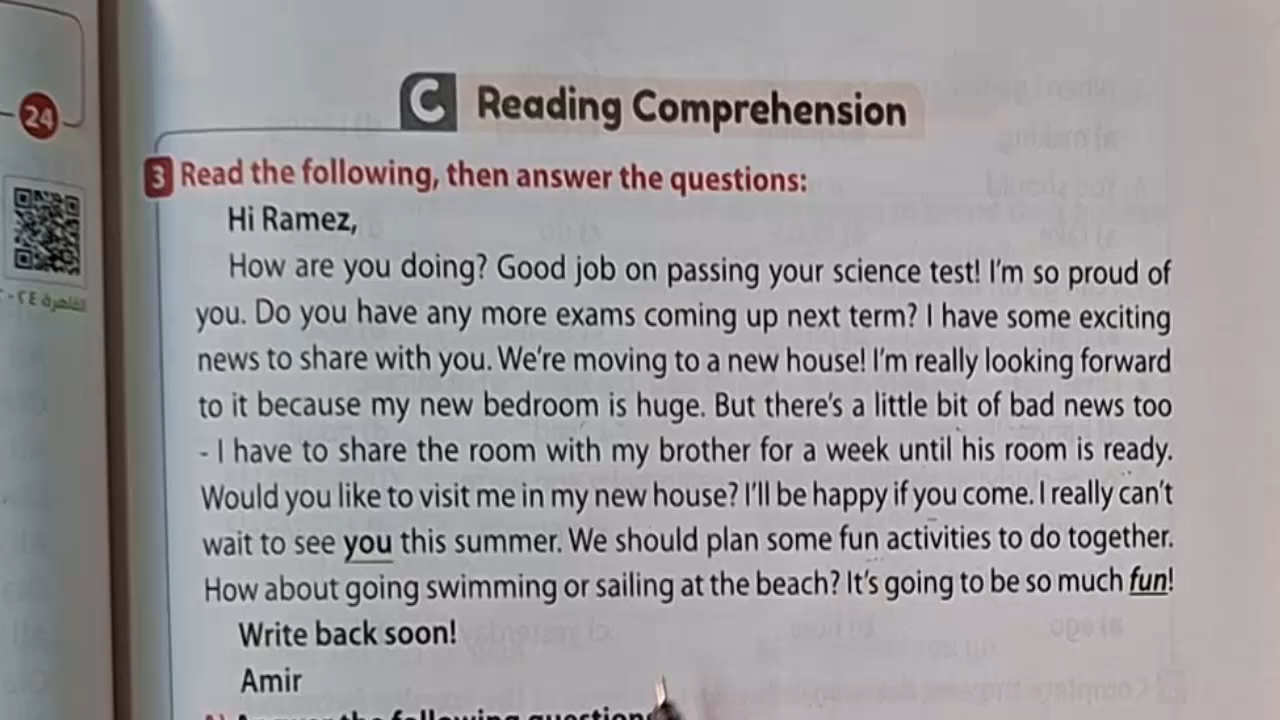 24
C Reading Comprehension
3 Read the following, then answer the questions:
Hi Ramez,
How are you doing? Good job on passing your science test! I'm so proud of
you. Do you have any more exams coming up next term? I have some exciting
news to share with you. We're moving to a new house! I'm really looking forward
to it because my new bedroom is huge. But there's a little bit of bad news too
- I have to share the room with my brother for a week until his room is ready.
Would you like to visit me in my new house? I'll be happy if you come. I really can't
wait to see you this summer. We should plan some fun activities to do together.
How about going swimming or sailing at the beach? It's going to be so much fun!
Write back soon!
Amir
A) Answer the following question